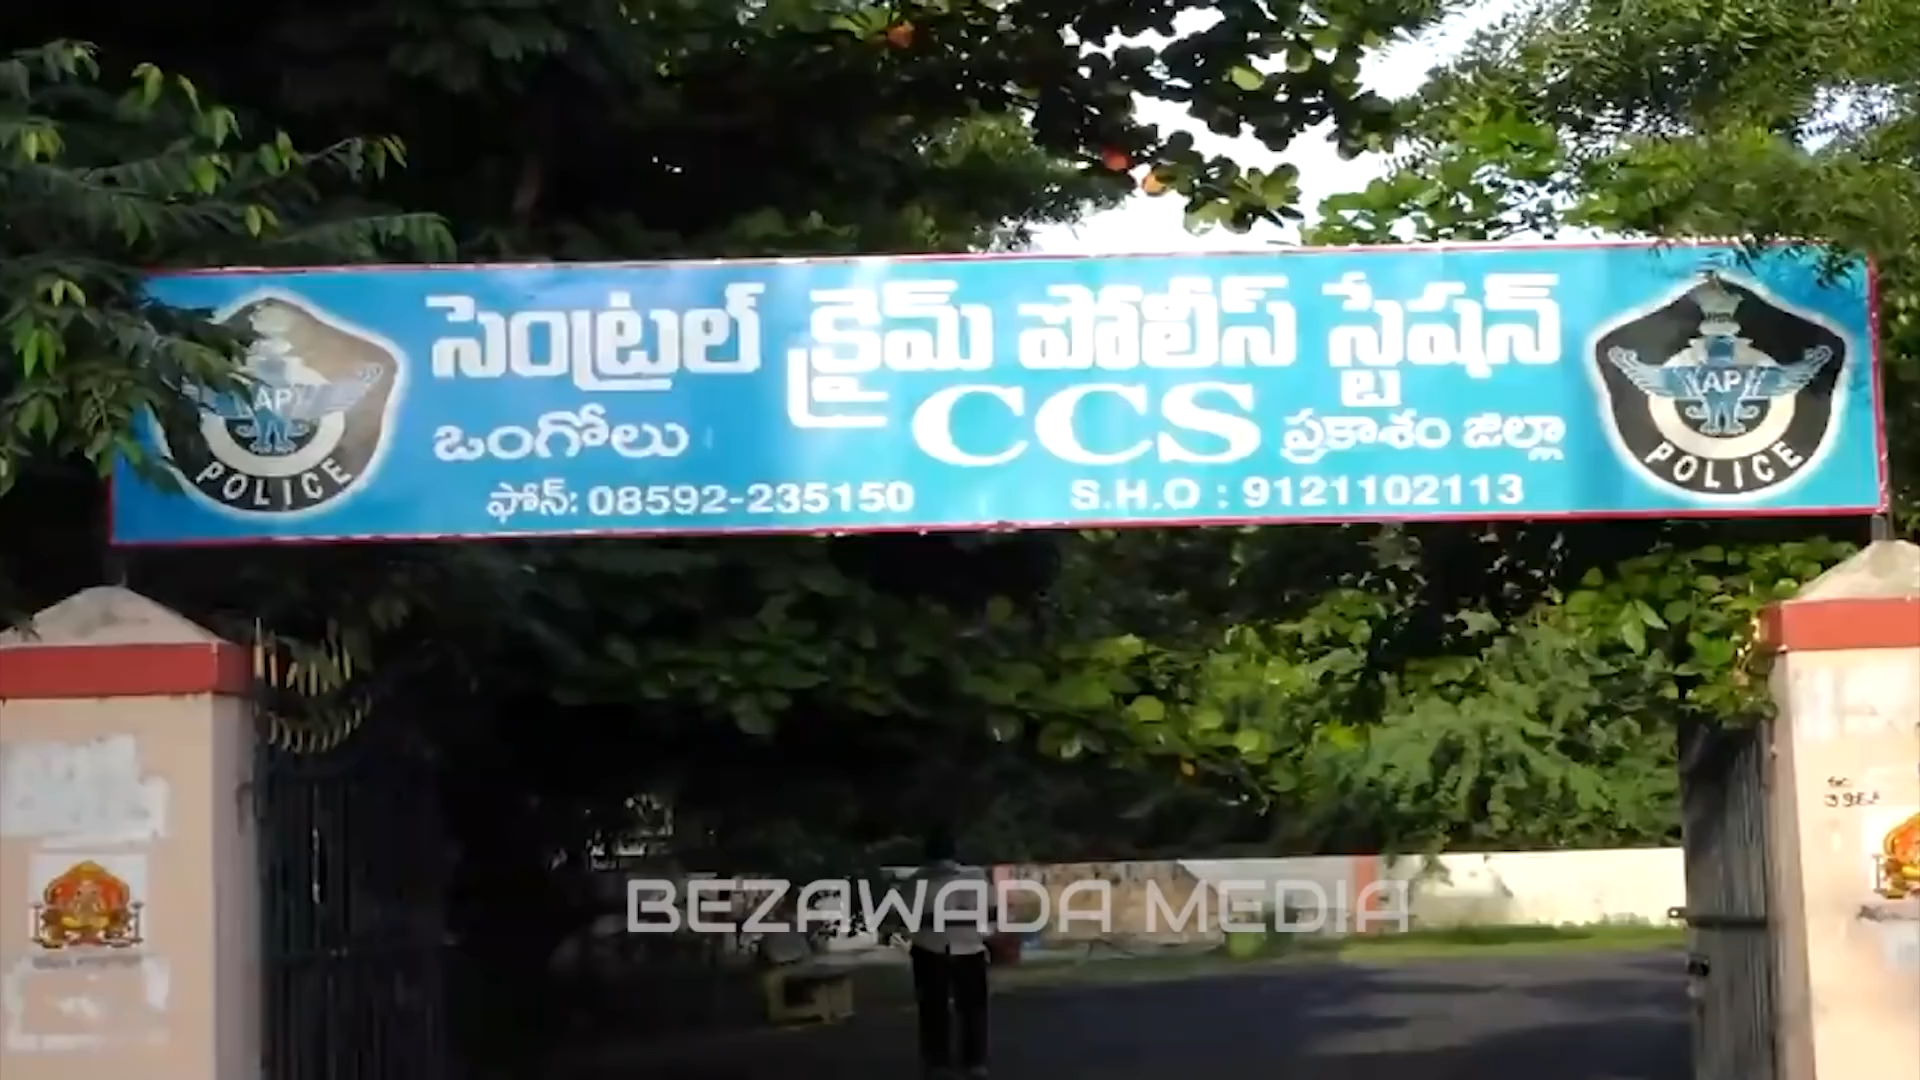 సెంట్రల్ క్రైమ్ పోలీస్ స్టేషన్
ఒంగోలు CCS ప్రకాశం జిల్లా
ఫోన్: 08592-235150 S.H.O : 9121102113
AP
POLICE
AP
POLICE
BEZAWADA MEDIA